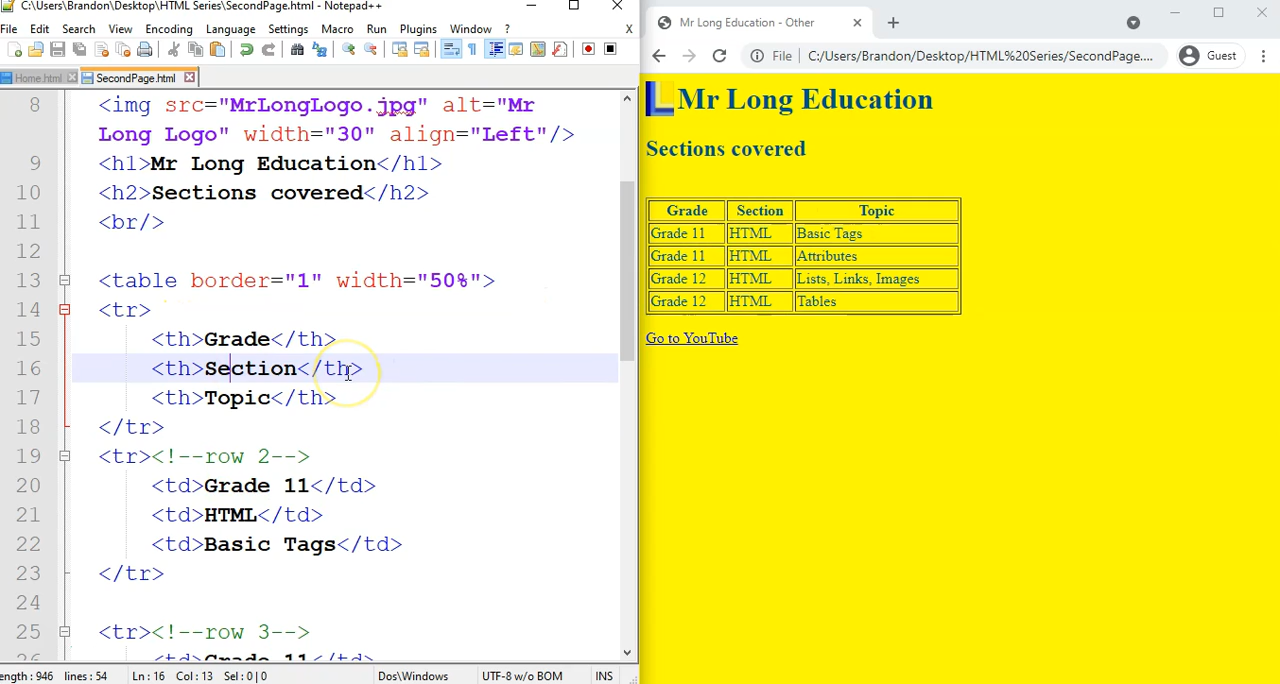 C:\Users\Brandon\Desktop\HTML Series\SecondPage.html - Notepad++
File Edit Search View Encoding Language Settings Macro Run Plugins Window ? X
Home.html SecondPage.html
8 <img src="MrLongLogo.jpg" alt="Mr
Long Logo" width="30" align="Left"/>
9 <h1>Mr Long Education</h1>
10 <h2>Sections covered</h2>
11 <br/>
12
13 <table border="1" width="50%">
14 <tr>
15 <th>Grade</th>
16 <th>Section</th>
17 <th>Topic</th>
18 </tr>
19 <tr><!--row 2-->
20 <td>Grade 11</td>
21 <td>HTML</td>
22 <td>Basic Tags</td>
23 </tr>
24
25 <tr><!--row 3-->
26 <td>Grade 11</td>
ength : 946 lines : 54 Ln : 16 Col : 13 Sel : 0 | 0 Dos\Windows UTF-8 w/o BOM INS
Mr Long Education - Other
File C:/Users/Brandon/Desktop/HTML%20Series/SecondPage.... Guest
L Mr Long Education
Sections covered
Grade Section Topic
Grade 11 HTML Basic Tags
Grade 11 HTML Attributes
Grade 12 HTML Lists, Links, Images
Grade 12 HTML Tables
Go to YouTube